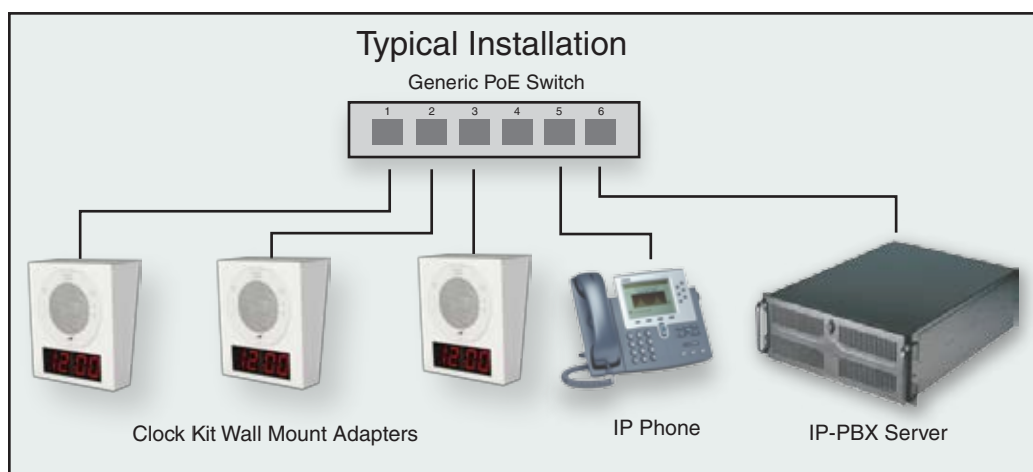 Typical Installation
Generic PoE Switch
1 2 3 4 5 6
12:00 12:00 12:00
Clock Kit Wall Mount Adapters
IP Phone
IP-PBX Server